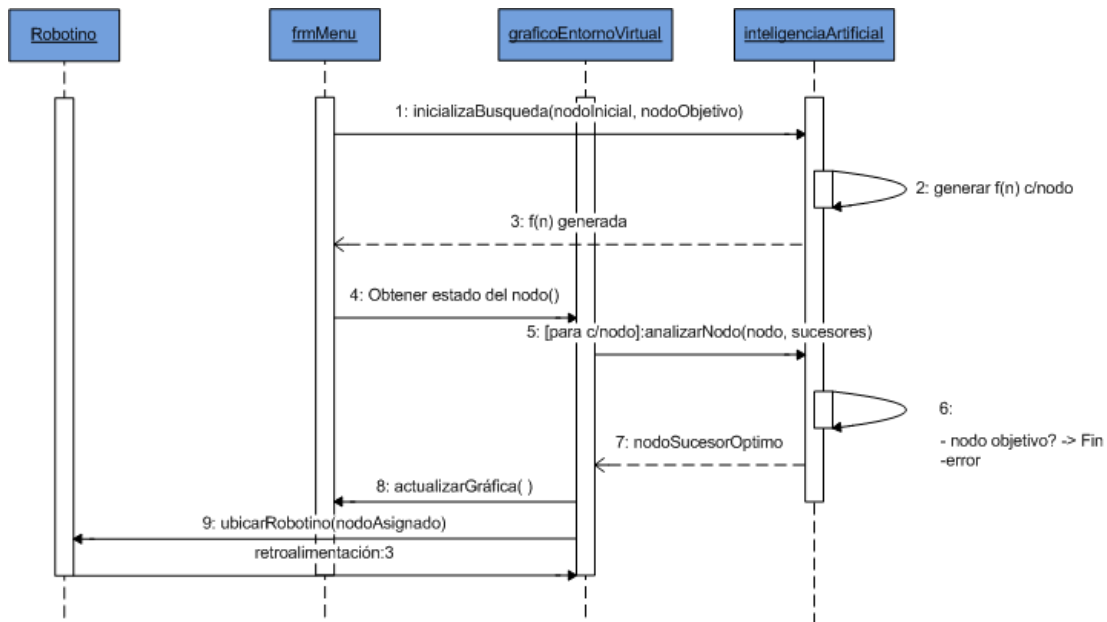 Robotino
frmMenu
graficoEntornoVirtual
inteligenciaArtificial
1: inicializaBusqueda(nodoInicial, nodoObjetivo)
2: generar f(n) c/nodo
3: f(n) generada
4: Obtener estado del nodo()
5: [para c/nodo]:analizarNodo(nodo, sucesores)
6:
- nodo objetivo? -> Fin
-error
7: nodoSucesorOptimo
8: actualizarGráfica( )
9: ubicarRobotino(nodoAsignado)
retroalimentación:3